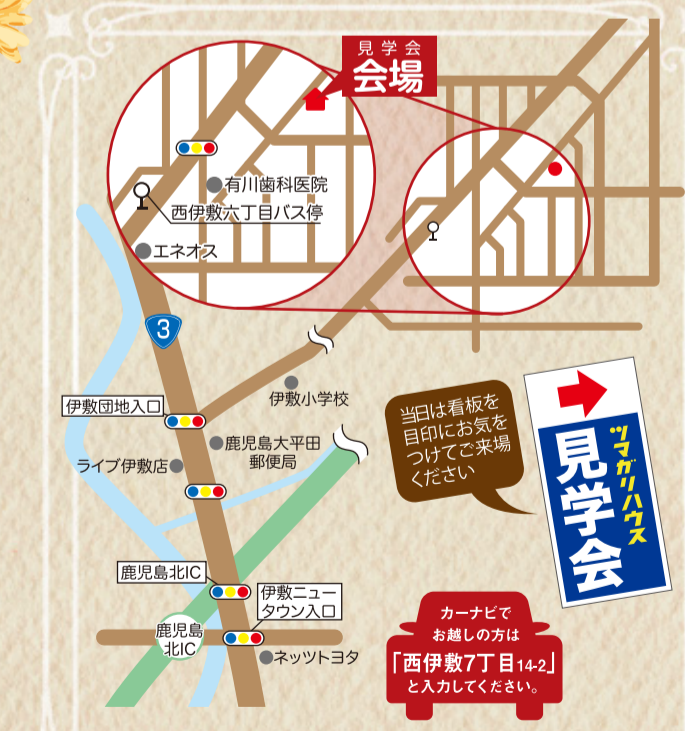 見学会
会場
有川歯科医院
西伊敷六丁目バス停
エネオス
3
伊敷小学校
伊敷団地入口
鹿児島大平田
郵便局
ライブ伊敷店
鹿児島北IC
伊敷ニュー
タウン入口
鹿児島
北IC
ネッツトヨタ
当日は看板を
目印にお気を
つけてご来場
ください
ツマガリハウス
見学会
カーナビで
お越しの方は
「西伊敷7丁目14-2」
と入力してください。